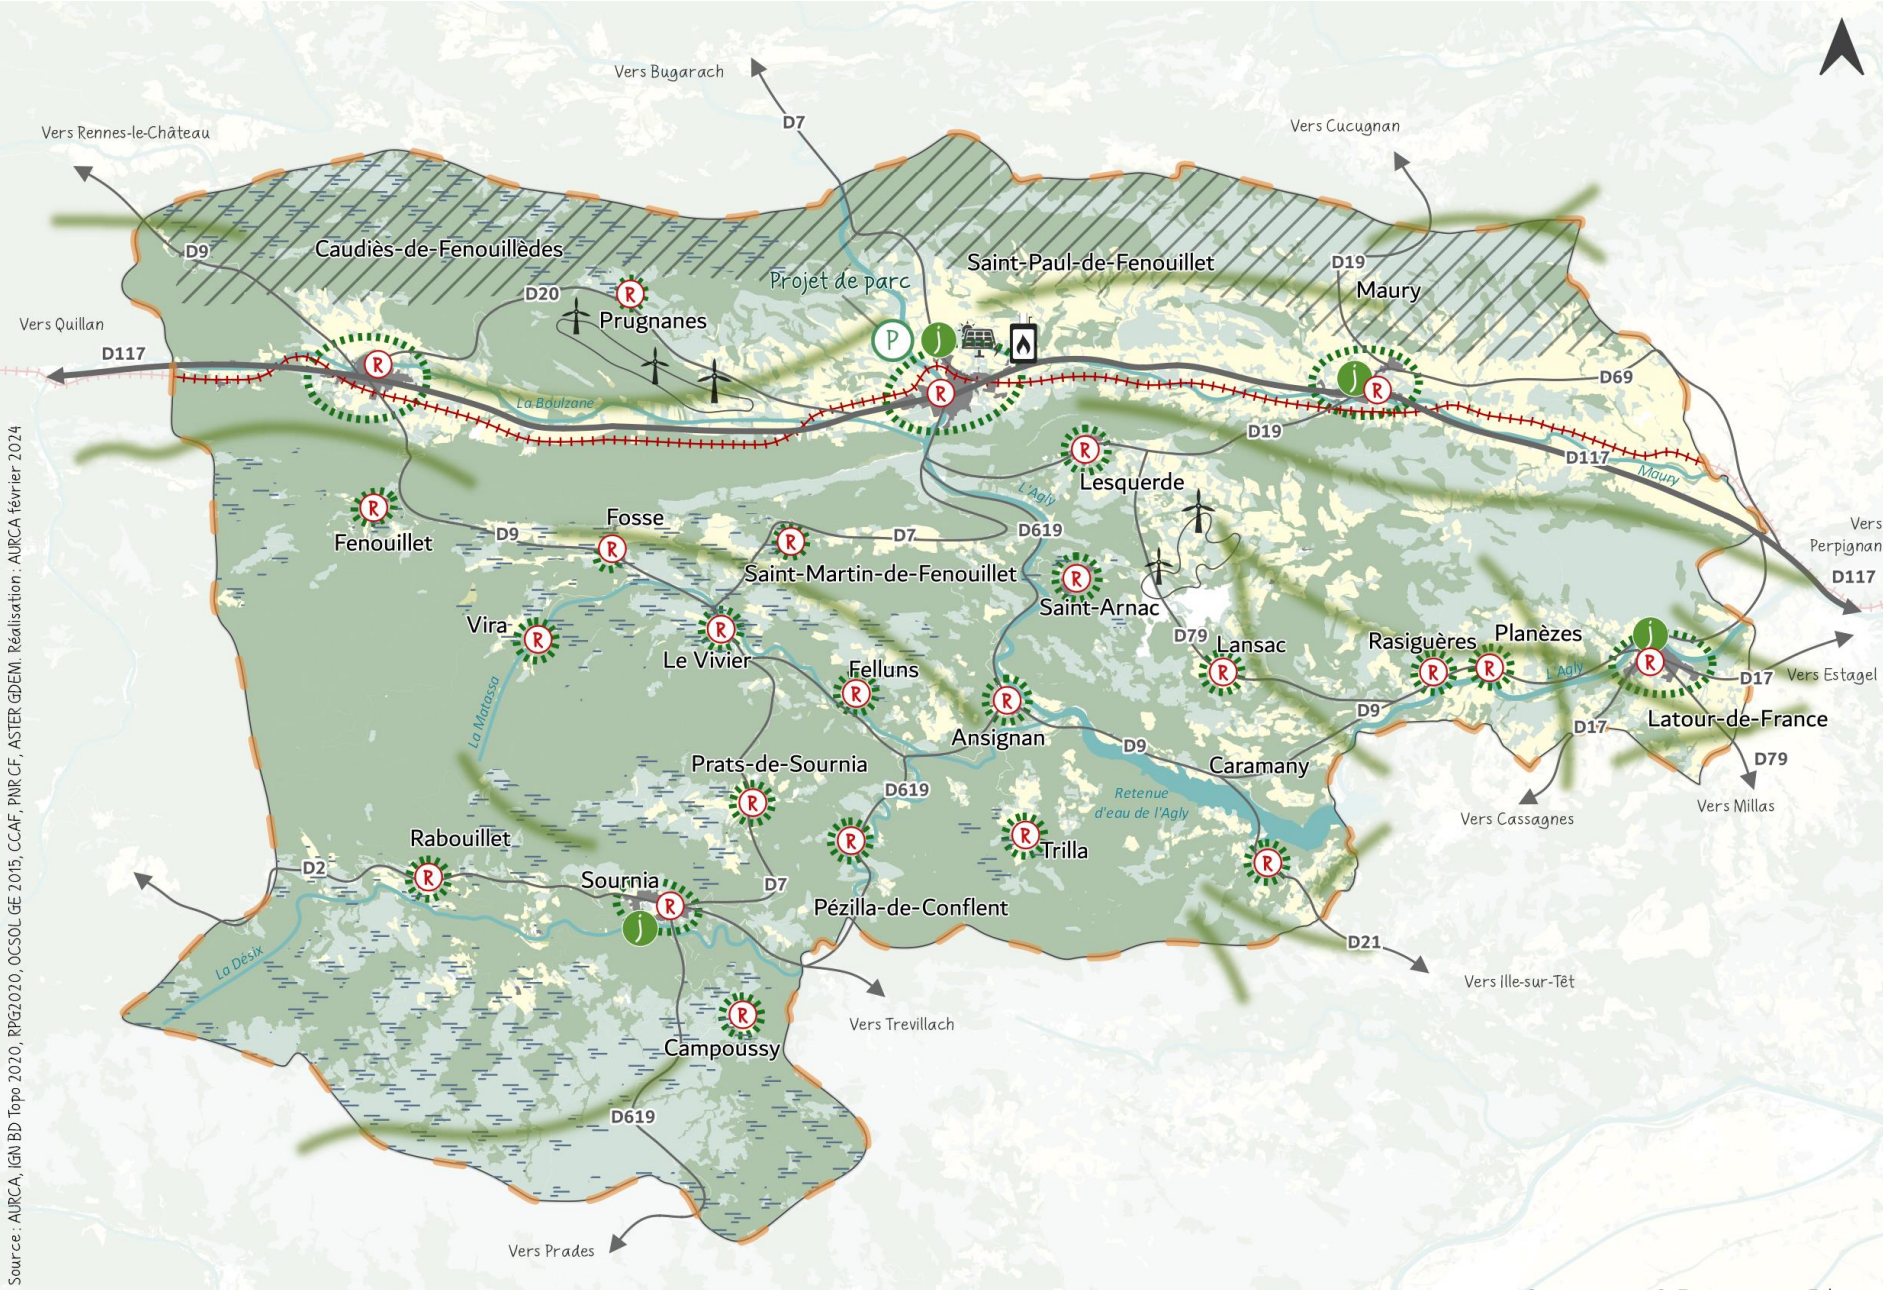 Vers Bugarach
D7
Vers Rennes-le-Château
Vers Cucugnan
D9
Caudiès-de-Fenouillèdes
Saint-Paul-de-Fenouillet
D19
Projet de parc
Maury
D20
R
Prugnanes
Vers Quillan
D117
P
j
R
R
j
R
D69
La Boulzane
D19
R
Lesquerde
D117
Maury
L'Agly
R
Fenouillet
D9
Fosse
R
R
D7
D619
Vers
Perpignan
D117
Saint-Martin-de-Fenouillet
R
Saint-Arnac
Vira
R
R
Le Vivier
D79
Lansac
R
Rasiguères
R
Planèzes
R
L'Agly
j
R
D17
Vers Estagel
Felluns
R
La Matassa
R
Ansignan
D9
D17
Latour-de-France
D9
Caramany
D79
Prats-de-Sournia
R
D619
Retenue
d'eau de l'Agly
Vers Millas
Vers Cassagnes
Rabouillet
R
R
R
Trilla
R
D2
Sournia
R
j
D7
Pézilla-de-Conflent
D21
La Désix
Vers Ille-sur-Têt
R
Campoussy
Vers Trevillach
D619
Vers Prades
Source : AURCA, IGN BD Topo 2020, RPG2020, OCSOL GE 2015, CCAF, PNR CF, ASTER GDEM. Réalisation : AURCA février 2024